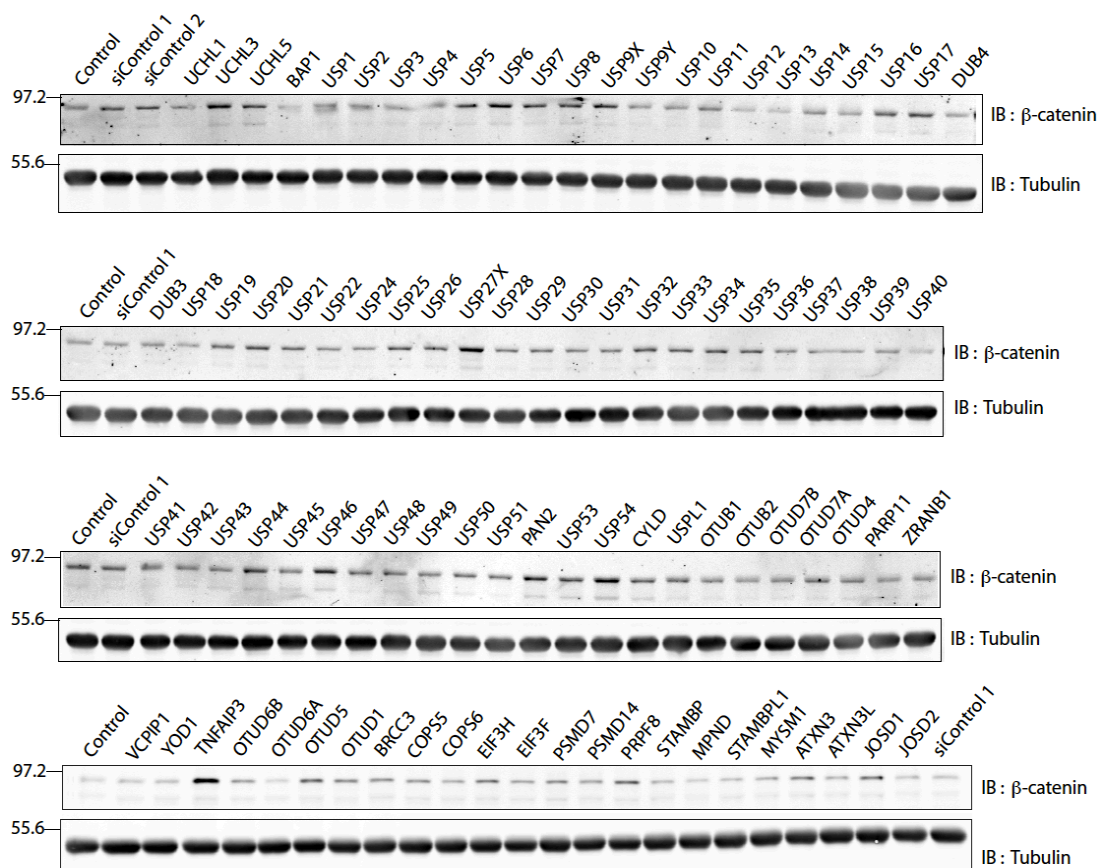 Control siControl 1 siControl 2 UCHL1 UCHL3 UCHL5 BAP1 USP1 USP2 USP3 USP4 USP5 USP6 USP7 USP8 USP9X USP9Y USP10 USP11 USP12 USP13 USP14 USP15 USP16 USP17 DUB4
97.2
IB : β-catenin
55.6
IB : Tubulin
Control siControl 1 DUB3 USP18 USP19 USP20 USP21 USP22 USP24 USP25 USP26 USP27X USP28 USP29 USP30 USP31 USP32 USP33 USP34 USP35 USP36 USP37 USP38 USP39 USP40
97.2
IB : β-catenin
55.6
IB : Tubulin
Control siControl 1 USP41 USP42 USP43 USP44 USP45 USP46 USP47 USP48 USP49 USP50 USP51 PAN2 USP53 USP54 CYLD USPL1 OTUB1 OTUB2 OTUD7B OTUD7A OTUD4 PARP11 ZRANB1
97.2
IB : β-catenin
55.6
IB : Tubulin
Control VCPIP1 YOD1 TNFAIP3 OTUD6B OTUD6A OTUD5 OTUD1 BRCC3 COPS5 COPS6 EIF3H EIF3F PSMD7 PSMD14 PRPF8 STAMBP MPND STAMBPL1 MYSM1 ATXN3 ATXN3L JOSD1 JOSD2 siControl 1
97.2
IB : β-catenin
55.6
IB : Tubulin